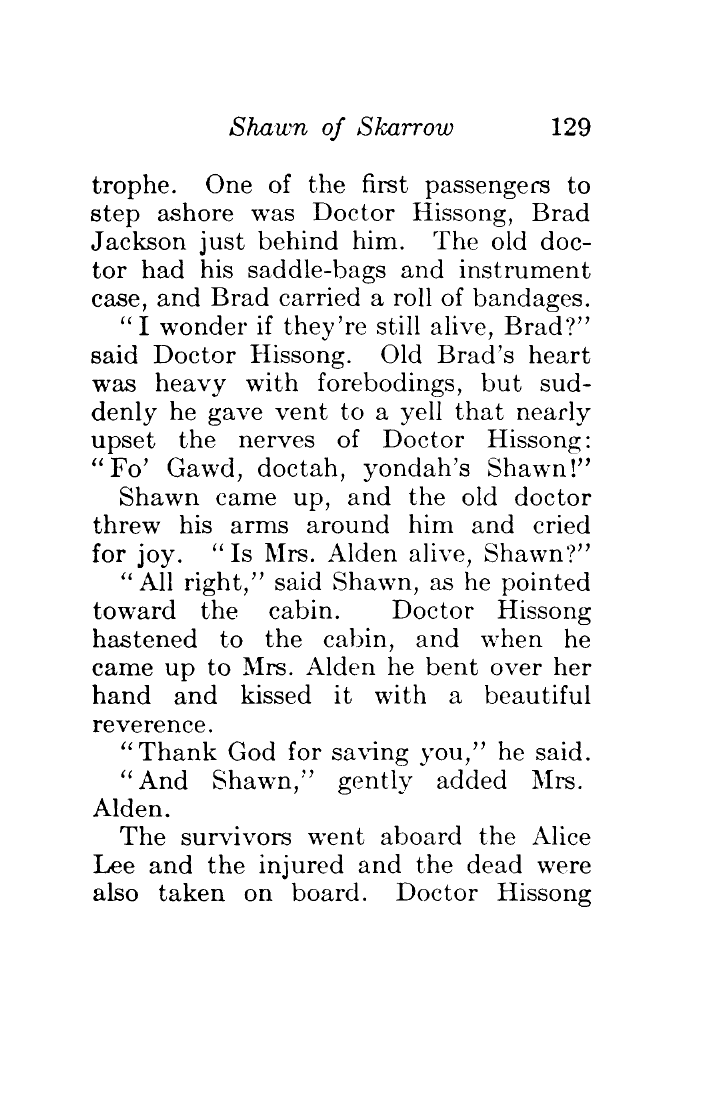 Shawn of Skarrow 129
trophe. One of the first passengers to
step ashore was Doctor Hissong, Brad
Jackson just behind him. The old doc-
tor had his saddle-bags and instrument
case, and Brad carried a roll of bandages.
“I wonder if they're still alive, Brad?”
said Doctor Hissong. Old Brad's heart
was heavy with forebodings, but sud-
denly he gave vent to a yell that nearly
upset the nerves of Doctor Hissong:
“Fo' Gawd, doctah, yondah's Shawn!”
Shawn came up, and the old doctor
threw his arms around him and cried
for joy. “Is Mrs. Alden alive, Shawn?”
“All right,” said Shawn, as he pointed
toward the cabin. Doctor Hissong
hastened to the cabin, and when he
came up to Mrs. Alden he bent over her
hand and kissed it with a beautiful
reverence.
“Thank God for saving you,” he said.
“And Shawn,” gently added Mrs.
Alden.
The survivors went aboard the Alice
Lee and the injured and the dead were
also taken on board. Doctor Hissong